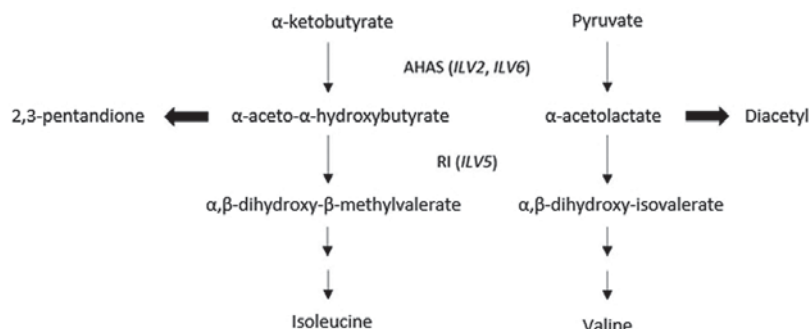 α-ketobutyrate Pyruvate
AHAS (ILV2, ILV6)
2,3-pentandione α-aceto-α-hydroxybutyrate α-acetolactate Diacetyl
RI (ILV5)
α,β-dihydroxy-β-methylvalerate α,β-dihydroxy-isovalerate
Isoleucine Valine